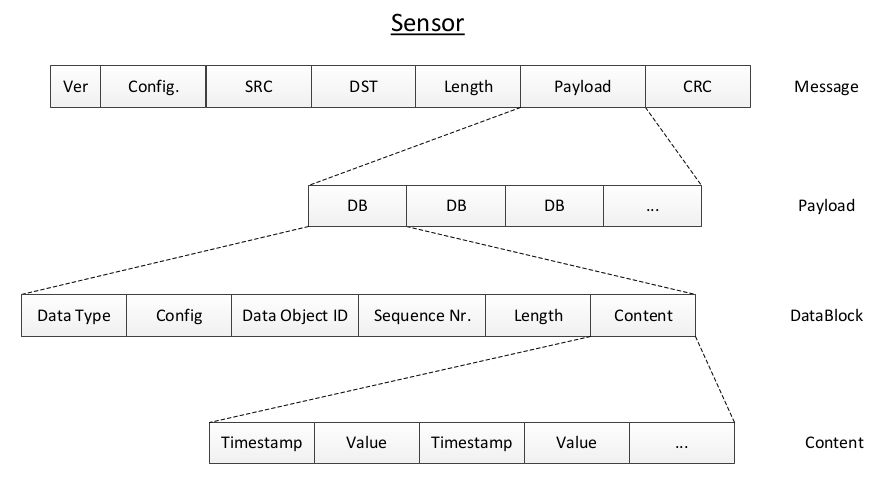 Sensor
Ver Config. SRC DST Length Payload CRC Message
DB DB DB ... Payload
Data Type Config Data Object ID Sequence Nr. Length Content DataBlock
Timestamp Value Timestamp Value ... Content